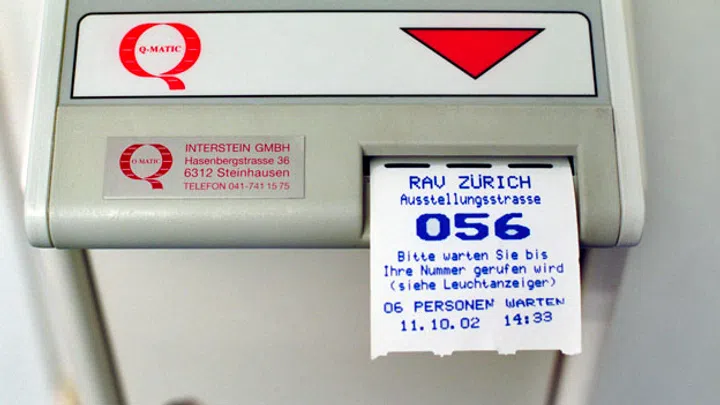 Q-MATIC
Q-MATIC
INTERSTEIN GMBH
Hasenbergstrasse 36
6312 Steinhausen
TELEFON 041-741 15 75
RAV ZÜRICH
Ausstellungsstrasse
056
Bitte warten Sie bis
Ihre Nummer gerufen wird
(siehe Leuchtanzeiger)
06 PERSONEN WARTEN
11.10.02 14:33